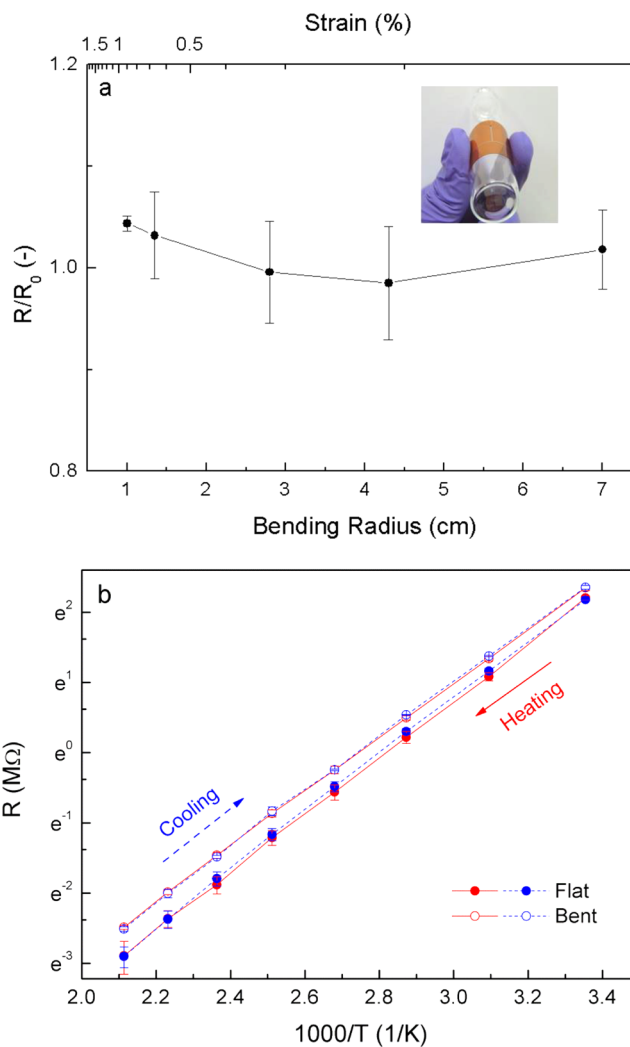 Strain (%)
1.5 1 0.5
1.2
a
1.0
0.8
R/R₀ (-)
1 2 3 4 5 6 7
Bending Radius (cm)
b
e²
e¹
e⁰
e⁻¹
e⁻²
e⁻³
R (MΩ)
Heating
Cooling
Flat
Bent
2.0 2.2 2.4 2.6 2.8 3.0 3.2 3.4
1000/T (1/K)